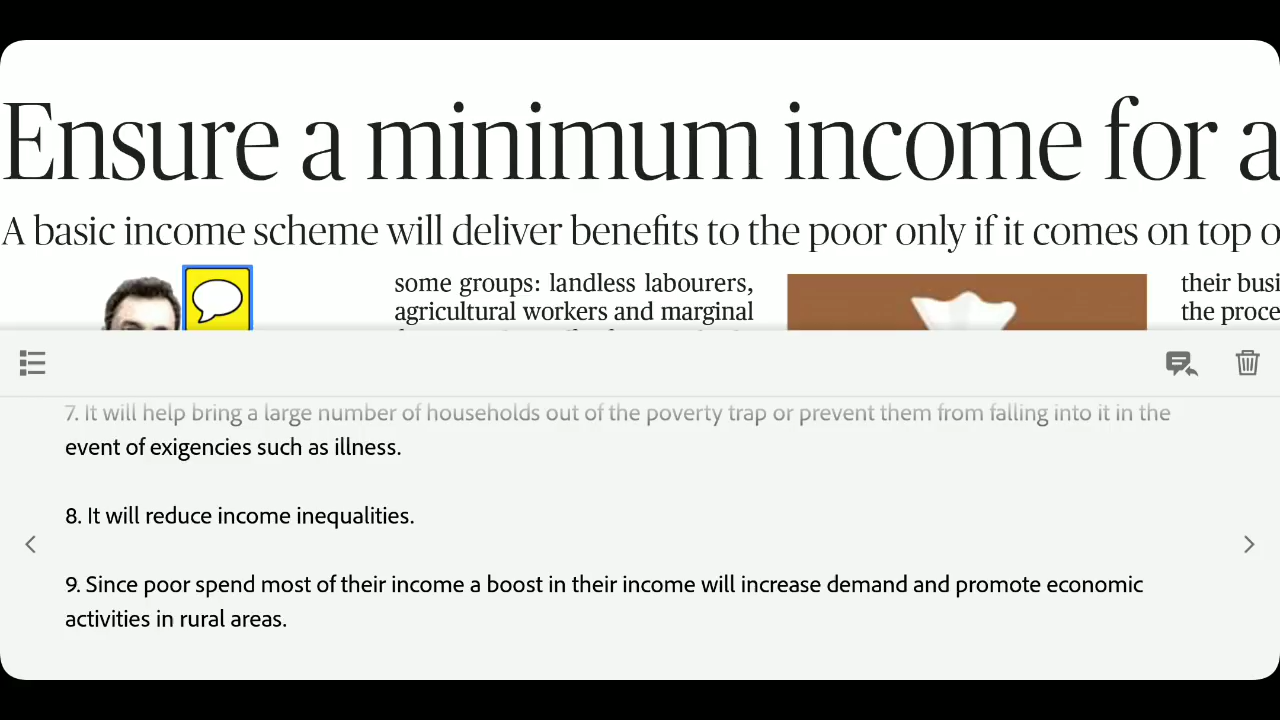 Ensure a minimum income for a
A basic income scheme will deliver benefits to the poor only if it comes on top o
some groups: landless labourers,
agricultural workers and marginal
their busi
the proce
7. It will help bring a large number of households out of the poverty trap or prevent them from falling into it in the
event of exigencies such as illness.
8. It will reduce income inequalities.
9. Since poor spend most of their income a boost in their income will increase demand and promote economic
activities in rural areas.